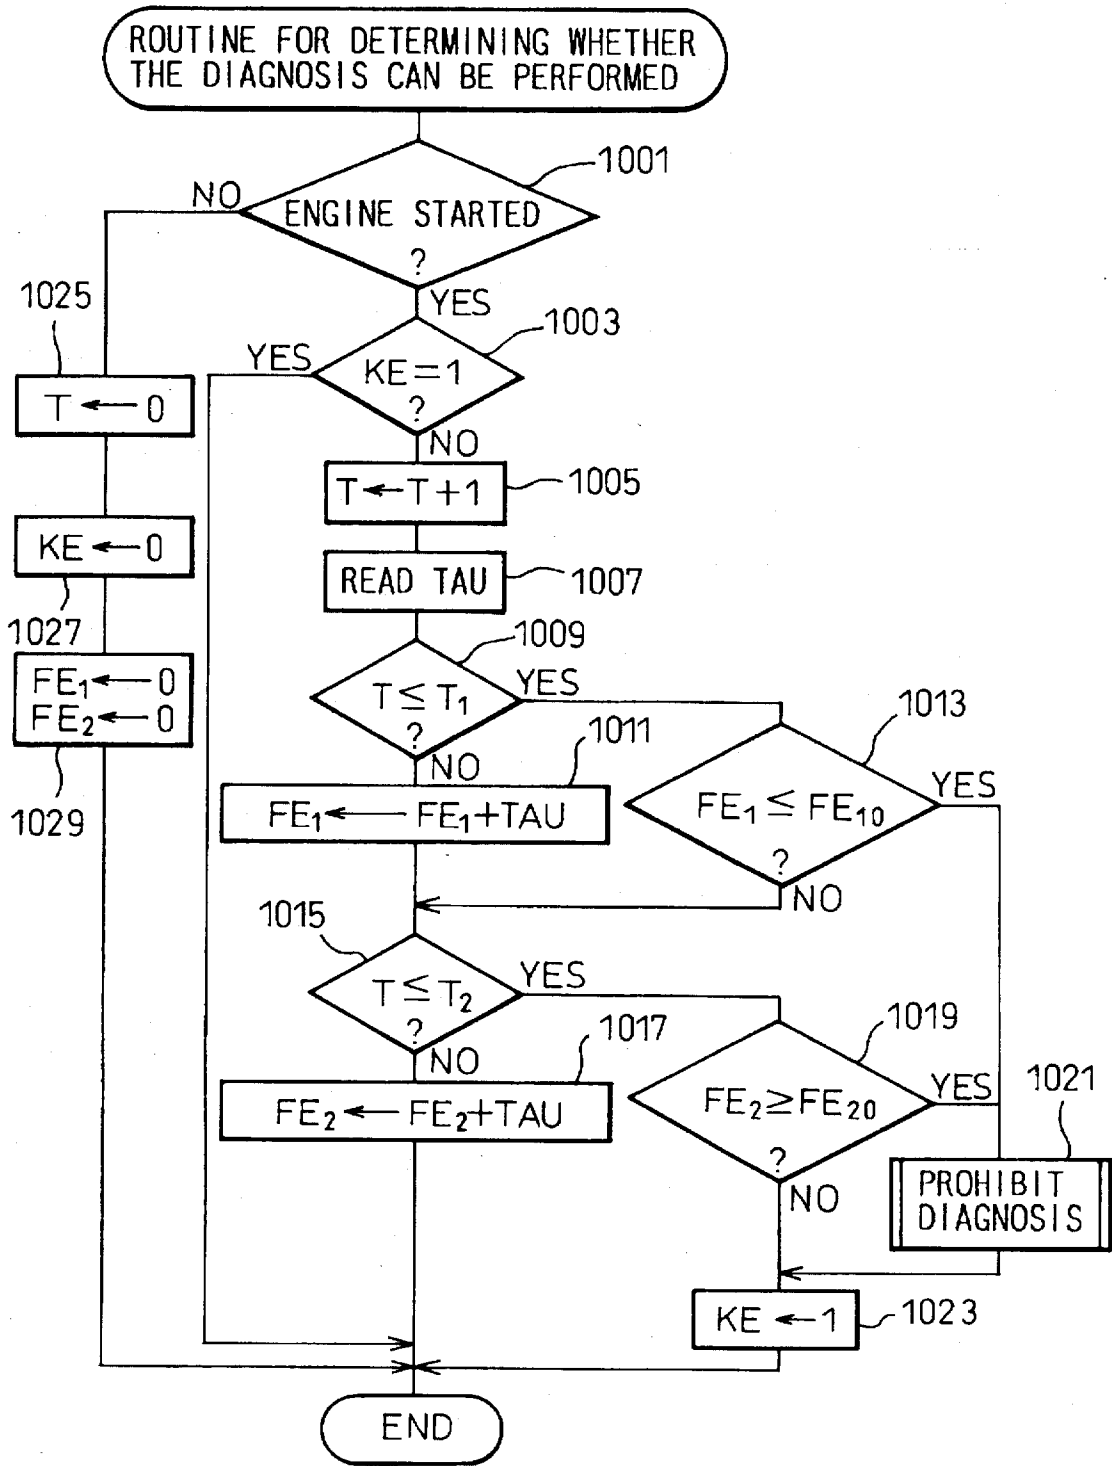 ROUTINE FOR DETERMINING WHETHER
THE DIAGNOSIS CAN BE PERFORMED
1001
NO
ENGINE STARTED
?
YES
1025
1003
YES
KE=1
?
T←0
NO
T←T+1
1005
KE←0
READ TAU
1007
1027
1009
FE₁←0
FE₂←0
T≤T₁
YES
?
1013
1011
NO
1029
YES
FE₁←FE₁+TAU
FE₁≤FE₁₀
?
NO
1015
T≤T₂
YES
?
1017
1019
NO
FE₂←FE₂+TAU
FE₂≥FE₂₀
YES
1021
?
NO
PROHIBIT
DIAGNOSIS
KE←1
1023
END